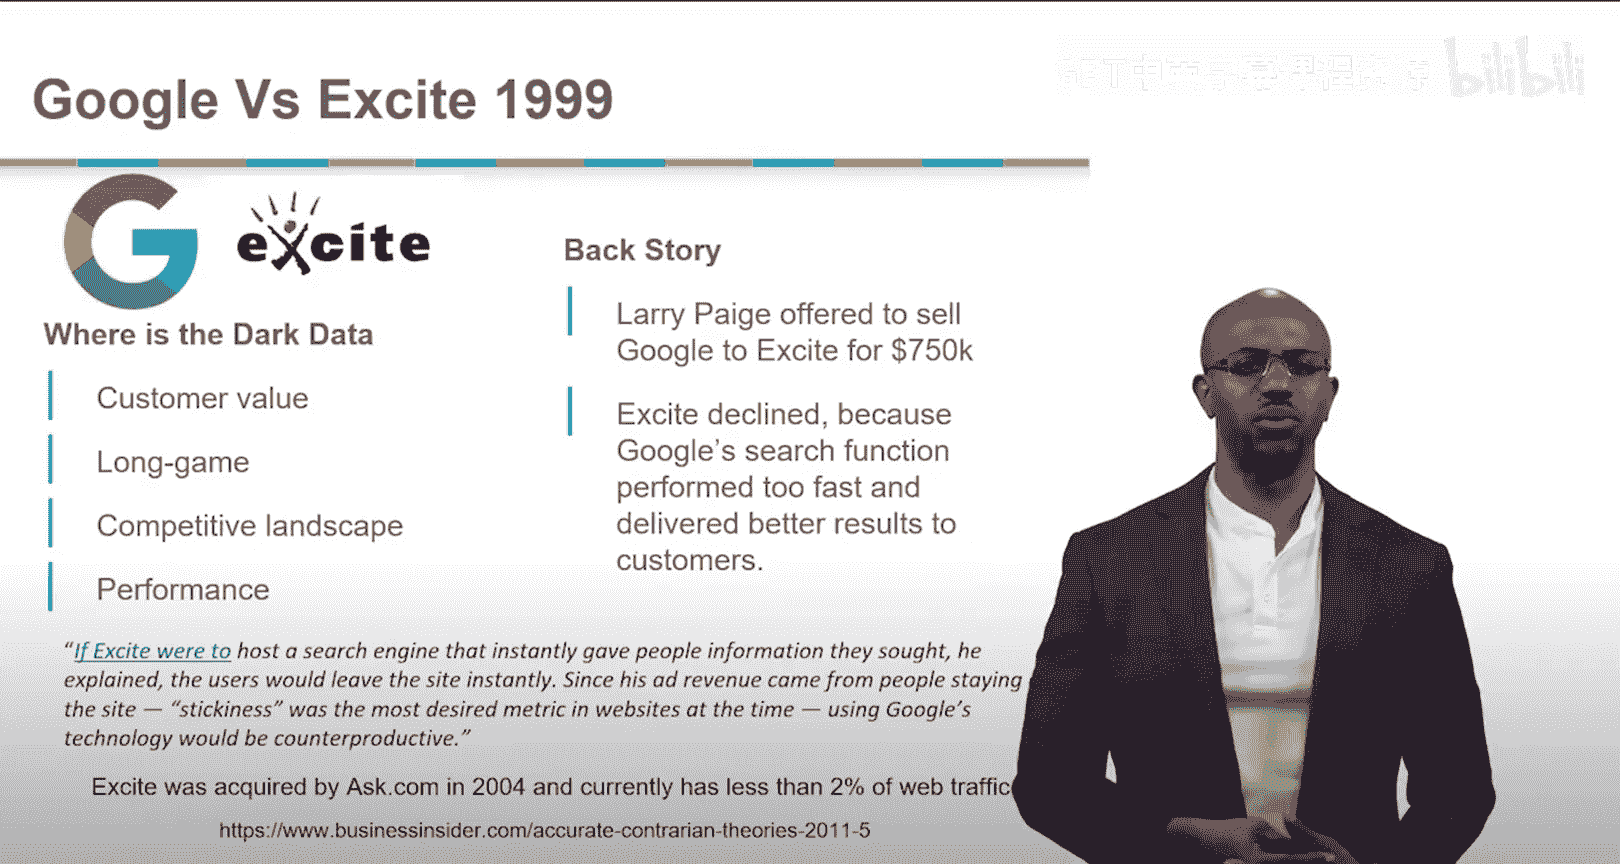 Google Vs Excite 1999
bilibili
excite
Where is the Dark Data
Customer value
Long-game
Competitive landscape
Performance
Back Story
Larry Paige offered to sell
Google to Excite for $750k
Excite declined, because
Google’s search function
performed too fast and
delivered better results to
customers.
“If Excite were to host a search engine that instantly gave people information they sought, he
explained, the users would leave the site instantly. Since his ad revenue came from people staying
the site — “stickiness” was the most desired metric in websites at the time — using Google’s
technology would be counterproductive.”
Excite was acquired by Ask.com in 2004 and currently has less than 2% of web traffic
https://www.businessinsider.com/accurate-contrarian-theories-2011-5